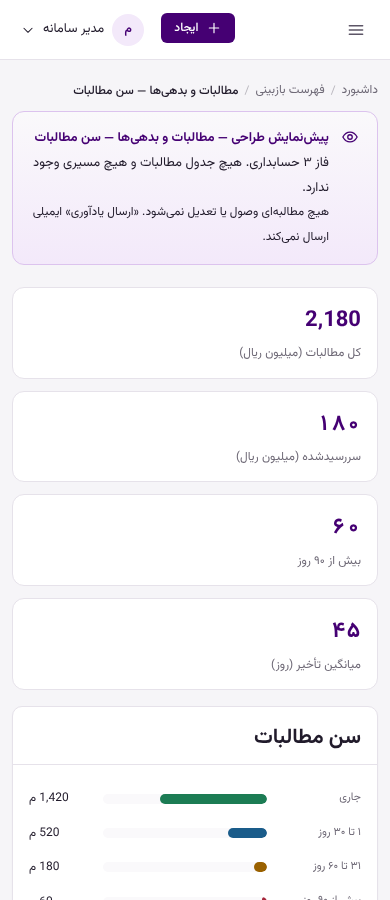 ایجاد
م
مدیر سامانه
داشبورد / فهرست بازبینی / مطالبات و بدهی‌ها — سن مطالبات
پیش‌نمایش طراحی — مطالبات و بدهی‌ها — سن مطالبات
فاز ۳ حسابداری. هیچ جدول مطالبات و هیچ مسیری وجود
ندارد.
هیچ مطالبه‌ای وصول یا تعدیل نمی‌شود. «ارسال یادآوری» ایمیلی
ارسال نمی‌کند.
2,180
کل مطالبات (میلیون ریال)
۱۸۰
سررسیدشده (میلیون ریال)
۶۰
بیش از ۹۰ روز
۴۵
میانگین تأخیر (روز)
سن مطالبات
جاری 1,420 م
۱ تا ۳۰ روز 520 م
۳۱ تا ۶۰ روز 180 م